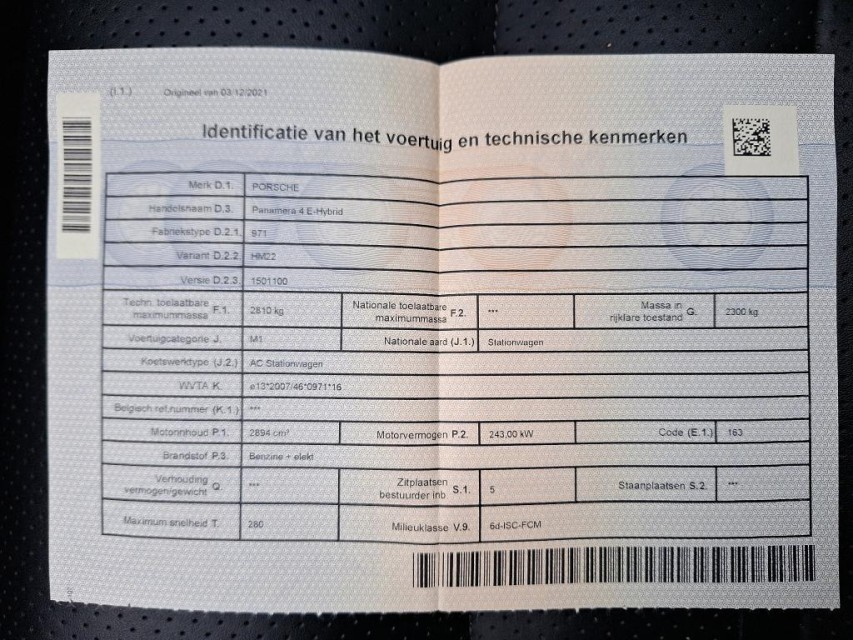 (I.1.) Origineel van 03/12/2021
Identificatie van het voertuig en technische kenmerken
Merk D.1. PORSCHE
Handelsnaam D.3. Panamera 4 E-Hybrid
Fabriekstype D.2.1. 971
Variant D.2.2. HM22
Versie D.2.3. 1501100
Techn. toelaatbare maximummassa F.1. 2810 kg Nationale toelaatbare maximummassa F.2. *** Massa in rijklare toestand G. 2300 kg
Voertuigcategorie J. M1 Nationale aard (J.1.) Stationwagen
Koetswerktype (J.2.) AC Stationwagen
WVTA K. e13*2007/46*0971*16
Belgisch ref.nummer (K.1.) ***
Motorinhoud P.1. 2894 cm³ Motorvermogen P.2. 243,00 kW Code (E.1.) 163
Brandstof P.3. Benzine + elekt
Verhouding vermogen/gewicht Q. *** Zitplaatsen bestuurder inb. S.1. 5 Staanplaatsen S.2. ***
Maximum snelheid T. 280 Milieuklasse V.9. 6d-ISC-FCM